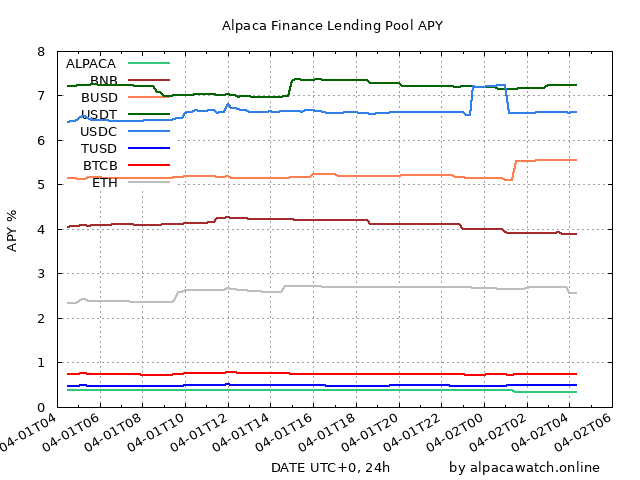 Alpaca Finance Lending Pool APY
8
7
6
5
4
3
2
1
0
APY %
ALPACA
BNB
BUSD
USDT
USDC
TUSD
BTCB
ETH
04-01T04
04-01T06
04-01T08
04-01T10
04-01T12
04-01T14
04-01T16
04-01T18
04-01T20
04-01T22
04-02T00
04-02T02
04-02T04
04-02T06
DATE UTC+0, 24h
by alpacawatch.online